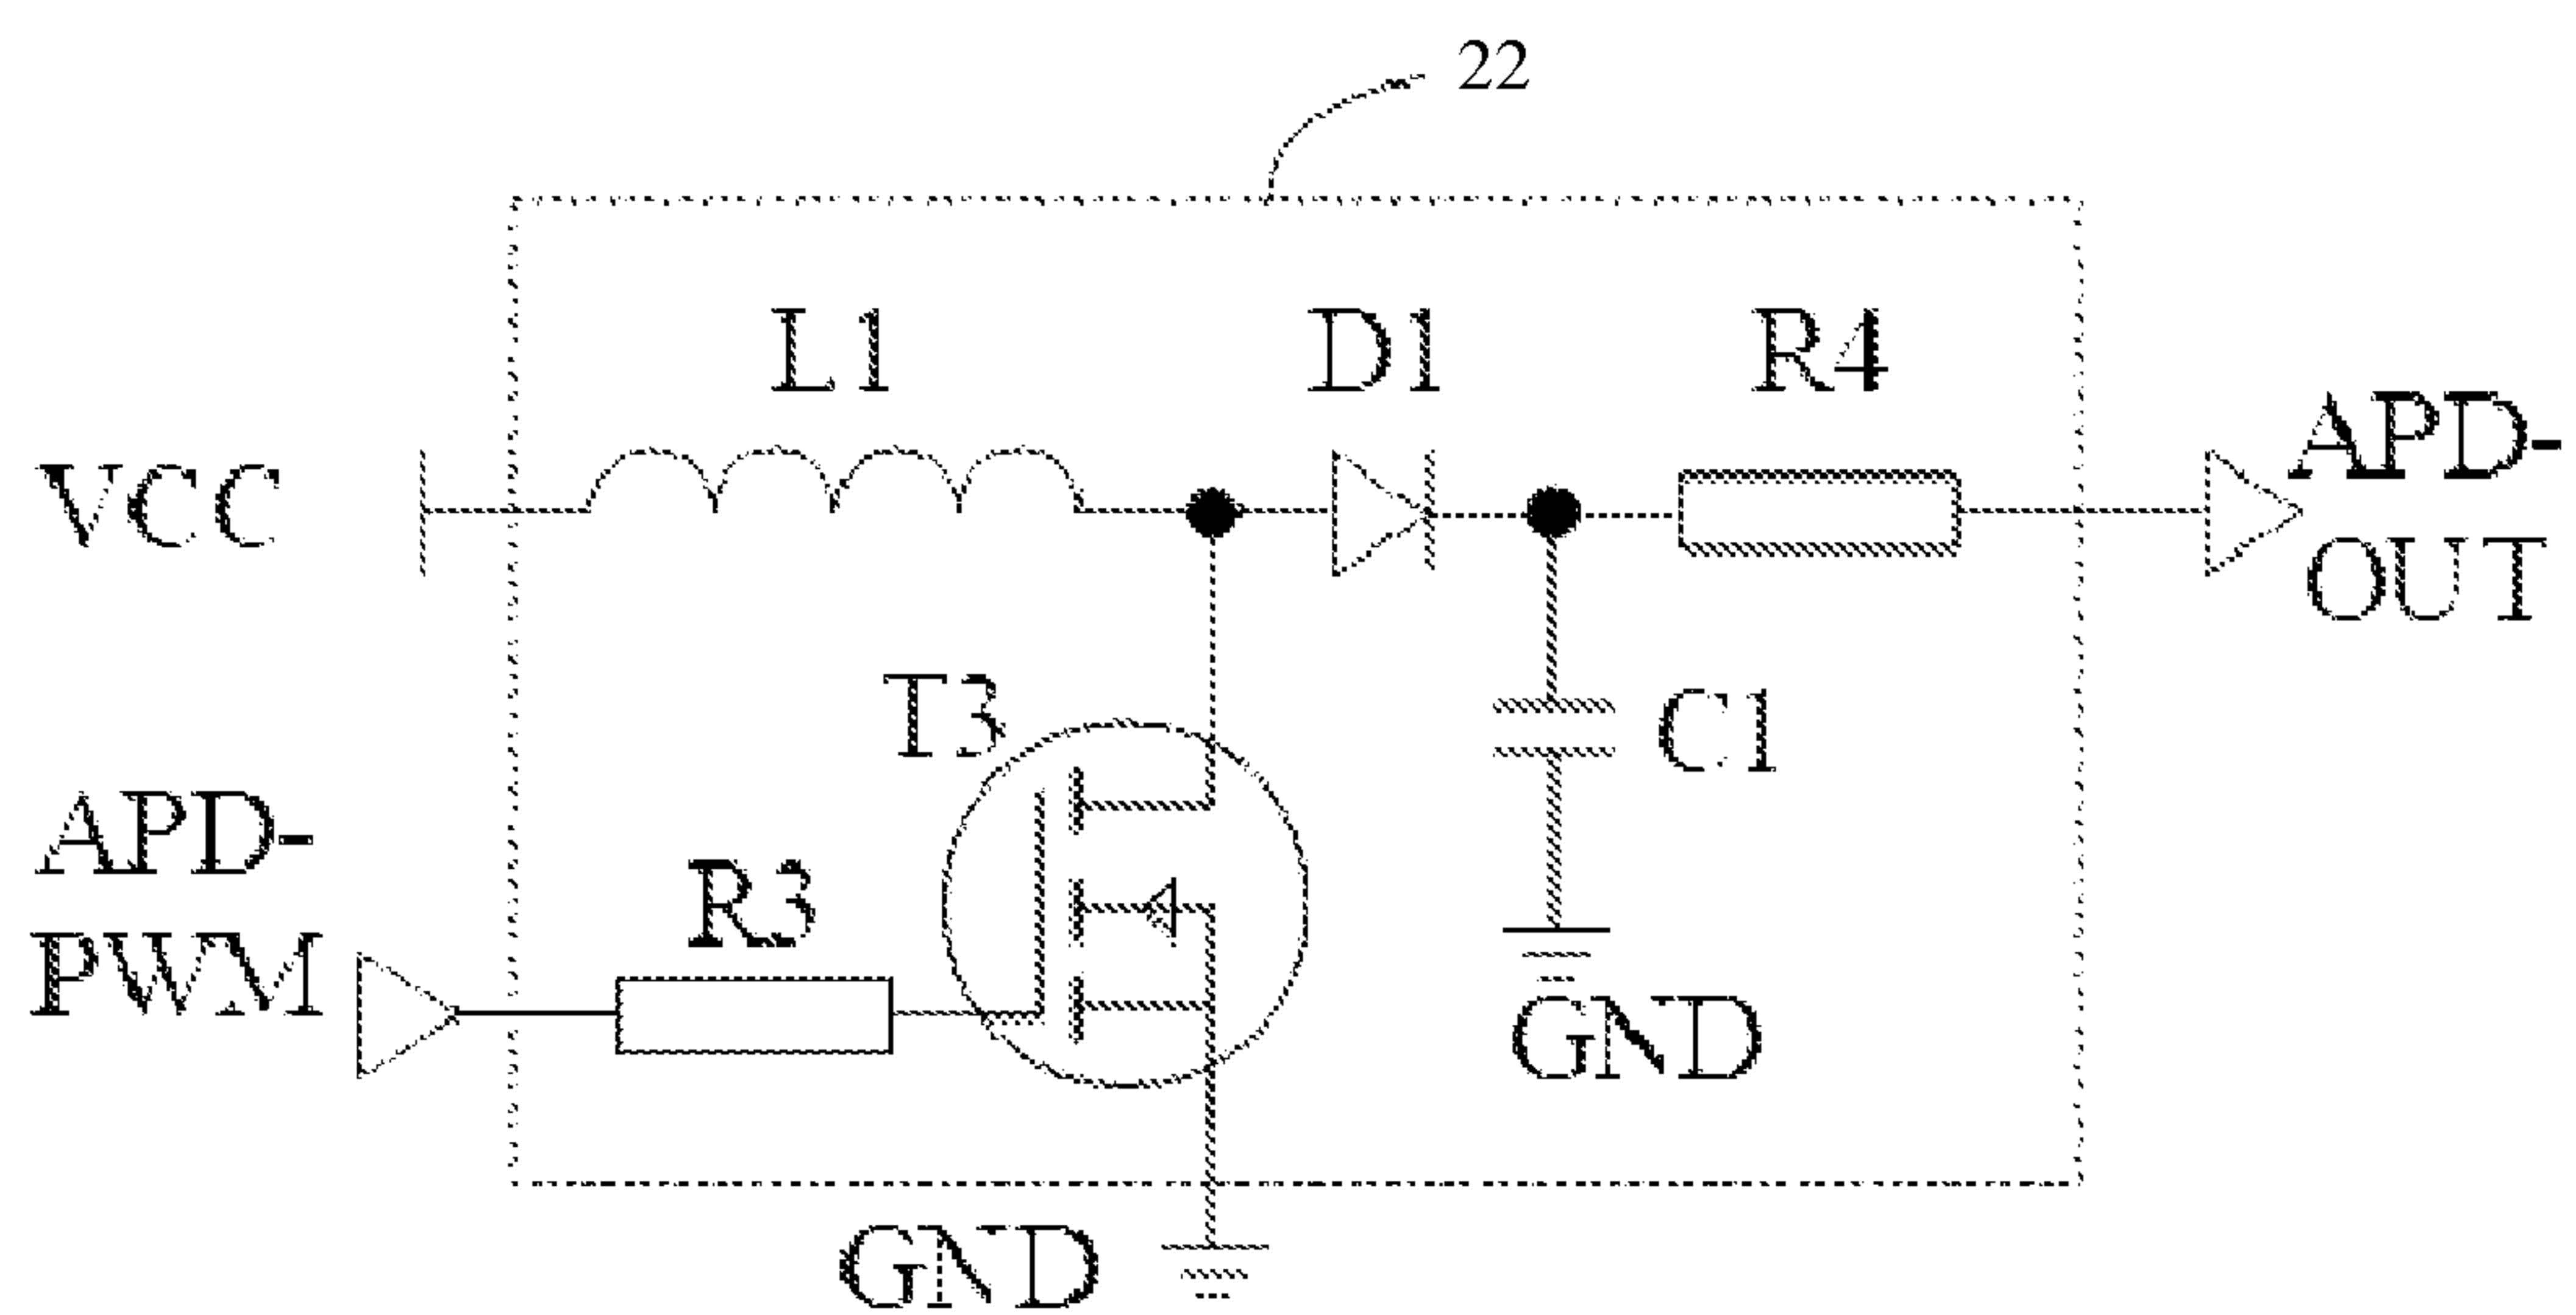 22
L1
D1
R4
VCC
APD-
OUT
T3
C1
APD-
PWM
R3
GND
GND